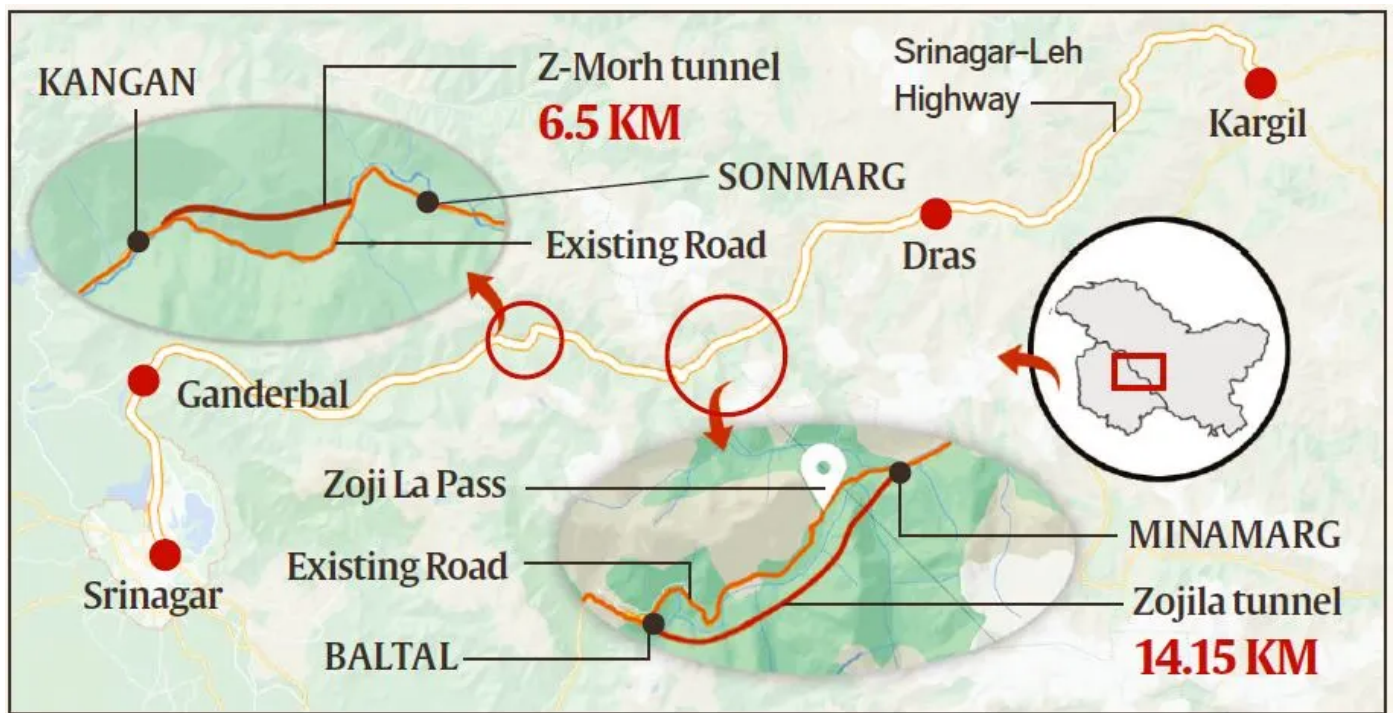 KANGAN
Z-Morh tunnel
6.5 KM
SONMARG
Existing Road
Srinagar-Leh
Highway
Kargil
Dras
Ganderbal
Srinagar
Zoji La Pass
Existing Road
BALTAL
MINAMARG
Zojila tunnel
14.15 KM